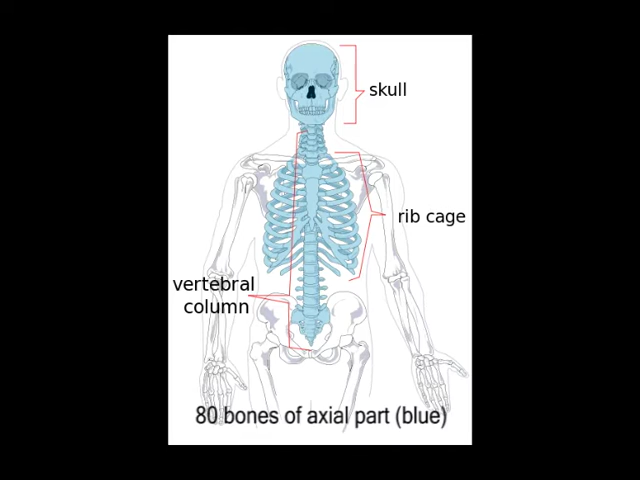 skull
rib cage
vertebral
column
80 bones of axial part (blue)